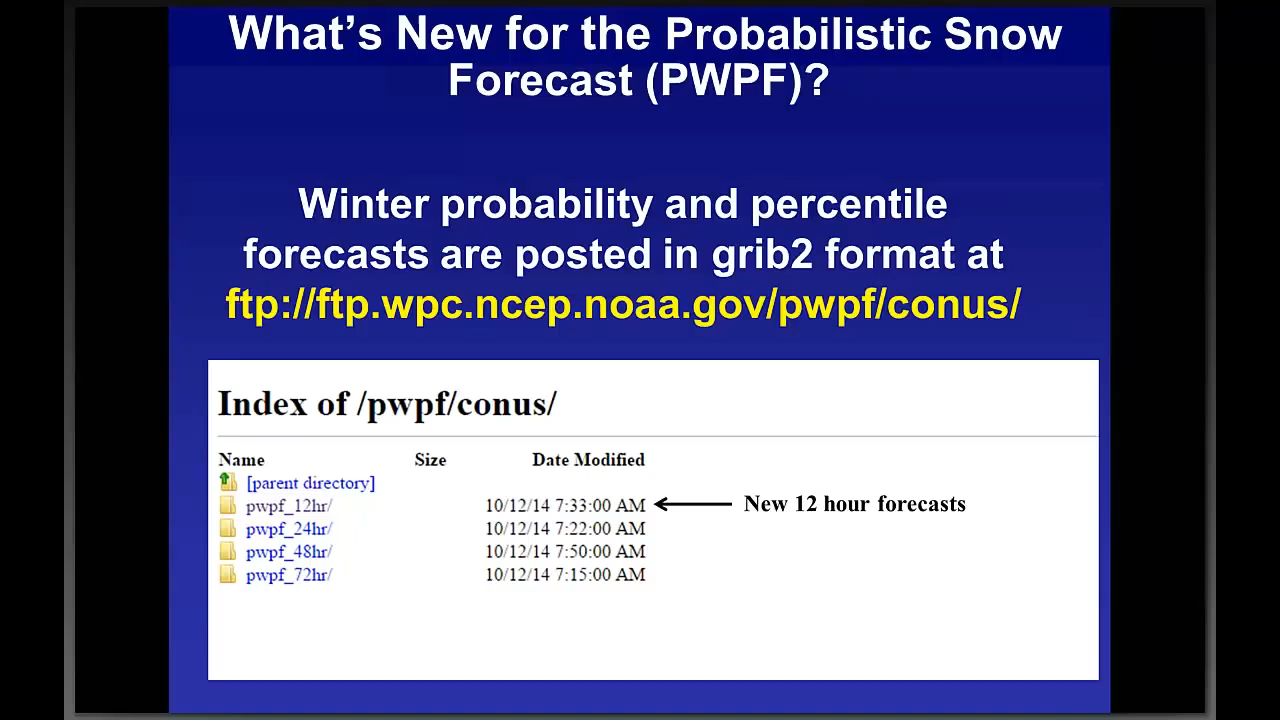 What's New for the Probabilistic Snow
Forecast (PWPF)?
Winter probability and percentile
forecasts are posted in grib2 format at
ftp://ftp.wpc.ncep.noaa.gov/pwpf/conus/
Index of /pwpf/conus/
Name Size Date Modified
[parent directory]
pwpf_12hr/ 10/12/14 7:33:00 AM New 12 hour forecasts
pwpf_24hr/ 10/12/14 7:22:00 AM
pwpf_48hr/ 10/12/14 7:50:00 AM
pwpf_72hr/ 10/12/14 7:15:00 AM